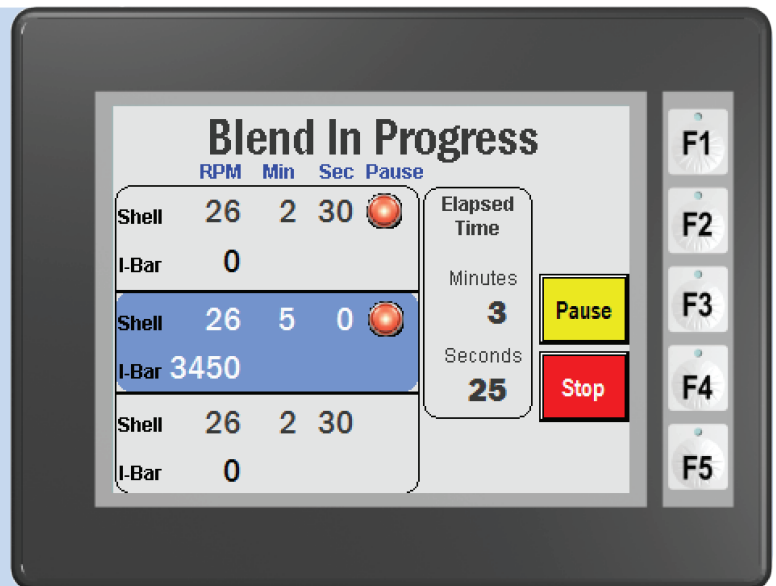 Blend In Progress
RPM Min Sec Pause
Shell 26 2 30
I-Bar 0
Shell 26 5 0
I-Bar 3450
Shell 26 2 30
I-Bar 0
Elapsed
Time
Minutes
3
Seconds
25
Pause
Stop
F1
F2
F3
F4
F5